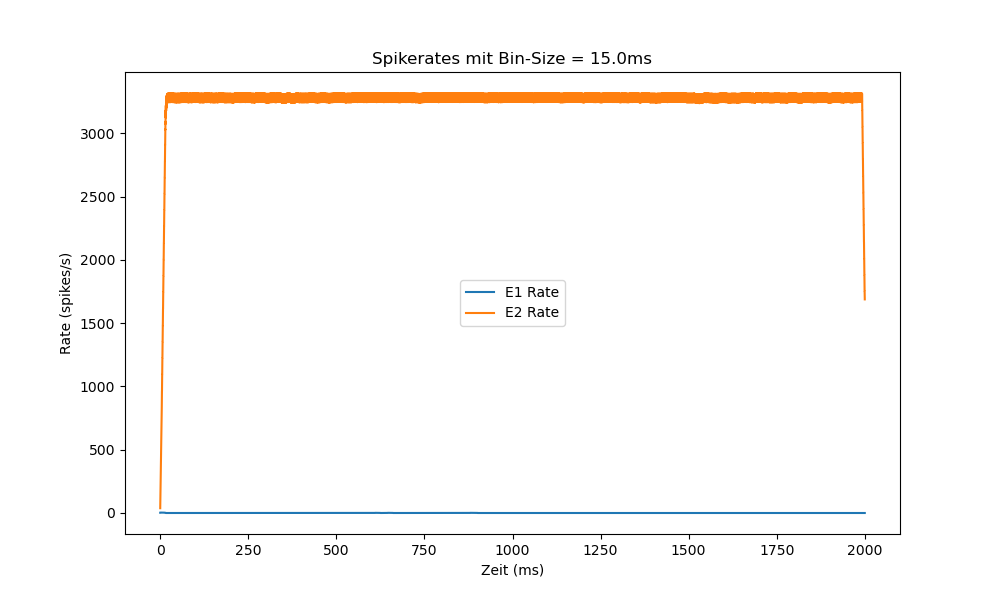 Spikerates mit Bin-Size = 15.0ms
Rate (spikes/s)
3000
2500
2000
1500
1000
500
0
E1 Rate
E2 Rate
0 250 500 750 1000 1250 1500 1750 2000
Zeit (ms)